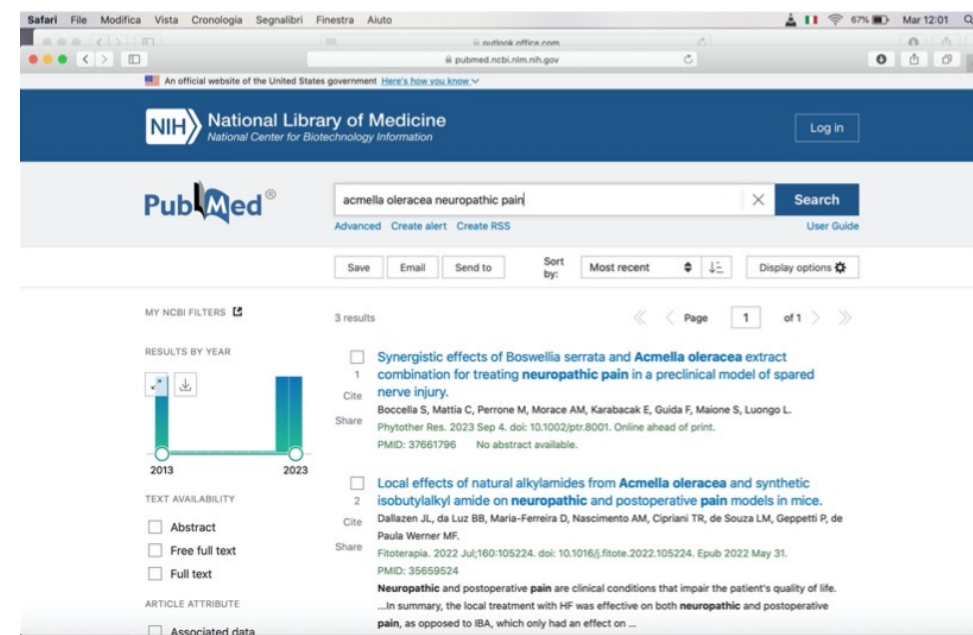 Safari File Modifica Vista Cronologia Segnalibri Finestra Aiuto 67% Mar 12:01
outlook.office.com
pubmed.ncbi.nlm.nih.gov
An official website of the United States government Here's how you know
NIH National Library of Medicine
National Center for Biotechnology Information
Log in
PubMed®
acmella oleracea neuropathic pain
Search
Advanced Create alert Create RSS User Guide
Save Email Send to Sort by: Most recent Display options
MY NCBI FILTERS
3 results Page 1 of 1
RESULTS BY YEAR
2013 2023
TEXT AVAILABILITY
Abstract
Free full text
Full text
ARTICLE ATTRIBUTE
Associated data
1
Cite
Share
Synergistic effects of Boswellia serrata and Acmella oleracea extract
combination for treating neuropathic pain in a preclinical model of spared
nerve injury.
Boccella S, Mattia C, Perrone M, Morace AM, Karabacak E, Guida F, Maione S, Luongo L.
Phytother Res. 2023 Sep 4. doi: 10.1002/ptr.8001. Online ahead of print.
PMID: 37661796 No abstract available.
2
Cite
Share
Local effects of natural alkylamides from Acmella oleracea and synthetic
isobutylalkyl amide on neuropathic and postoperative pain models in mice.
Dallazen JL, da Luz BB, Maria-Ferreira D, Nascimento AM, Cipriani TR, de Souza LM, Geppetti P, de
Paula Werner MF.
Fitoterapia. 2022 Jul;160:105224. doi: 10.1016/j.fitote.2022.105224. Epub 2022 May 31.
PMID: 35659524
Neuropathic and postoperative pain are clinical conditions that impair the patient's quality of life.
...In summary, the local treatment with HF was effective on both neuropathic and postoperative
pain, as opposed to IBA, which only had an effect on ...